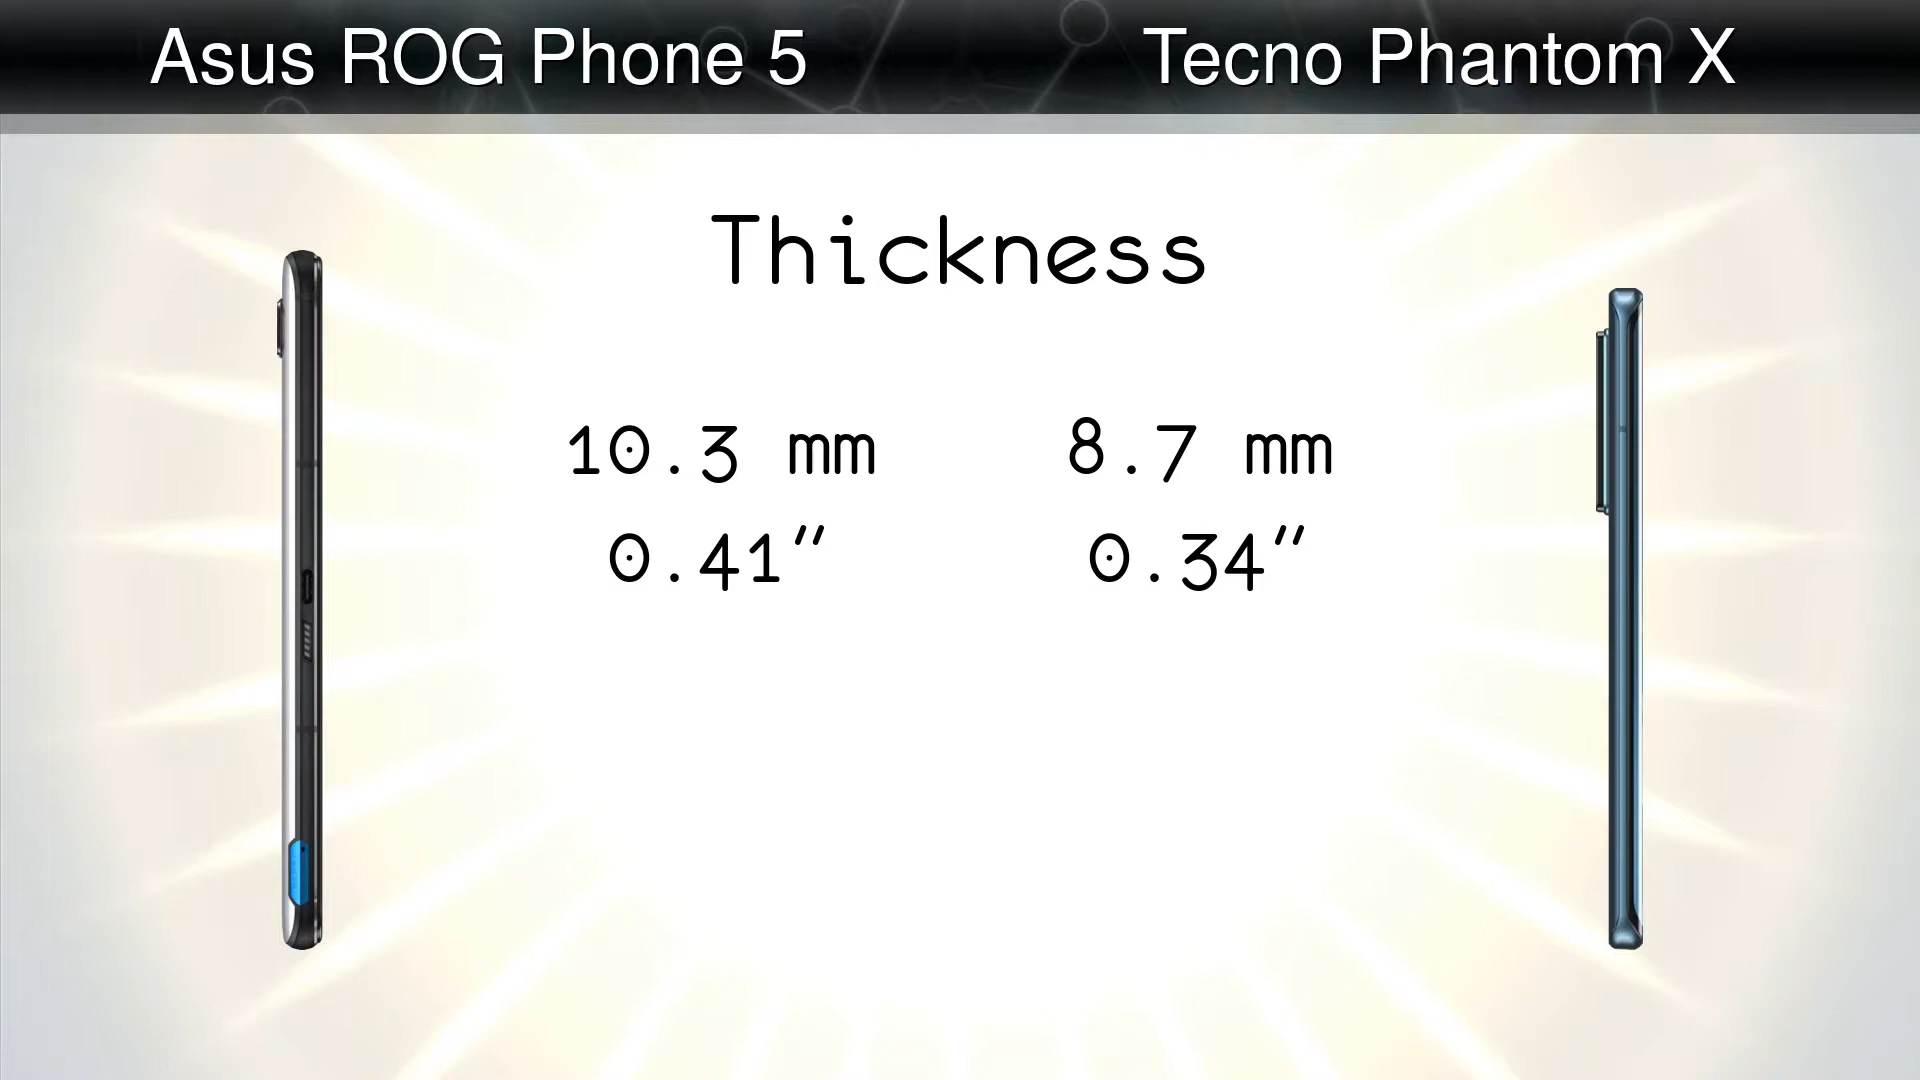 Asus ROG Phone 5
Tecno Phantom X
Thickness
10.3 mm
8.7 mm
0.41″
0.34″